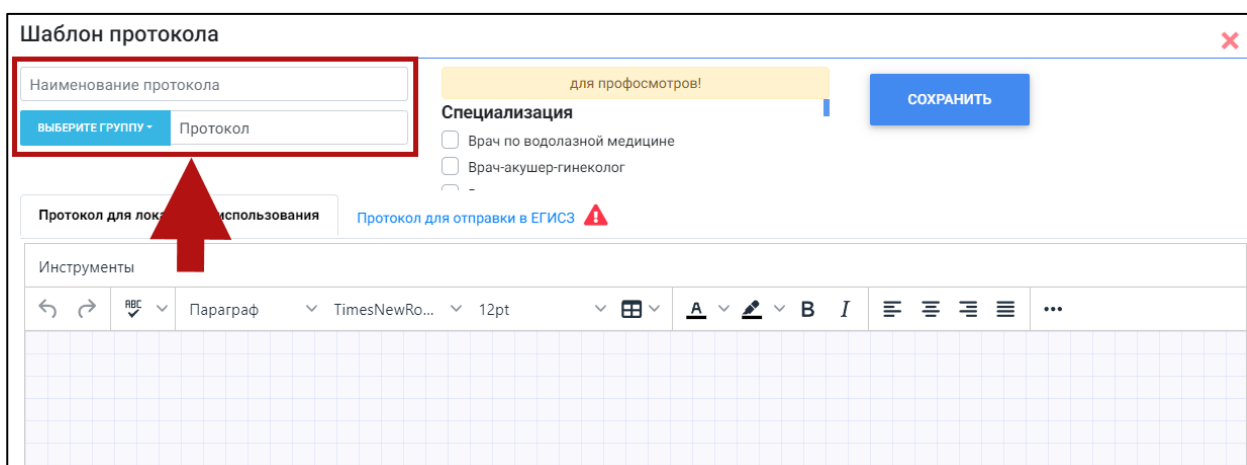 Шаблон протокола
Наименование протокола
ВЫБЕРИТЕ ГРУППУ
Протокол
для профосмотров!
Специализация
Врач по водолазной медицине
Врач-акушер-гинеколог
СОХРАНИТЬ
Протокол для использования
Протокол для отправки в ЕГИСЗ
Инструменты
ABC
Параграф
TimesNewRo...
12pt
A
B
I